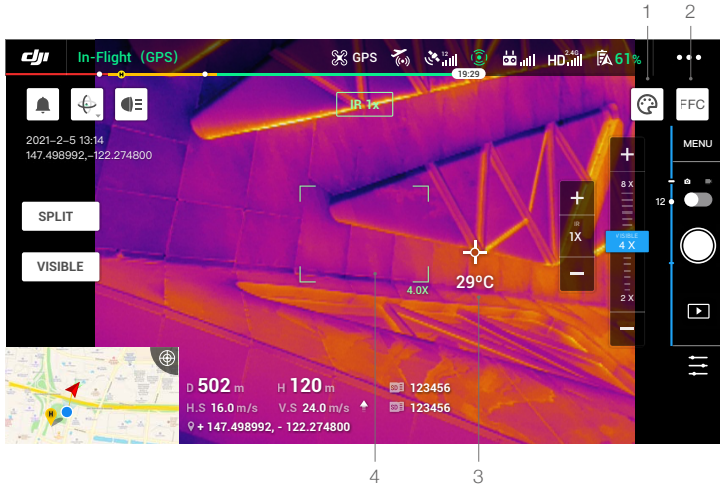 1 2
dji In-Flight (GPS) GPS 12 HD 2.4G 61%
19:29
IR 1x
FFC
2021-2-5 13:14
147.498992,-122.274800
MENU
8 X
12
SPLIT
IR
1X
VISIBLE
4 X
VISIBLE
29°C
4.0X
2 X
D 502 m H 120 m SD 123456
H.S 16.0 m/s V.S 24.0 m/s 123456
+ 147.498992, - 122.274800
H
H
4 3